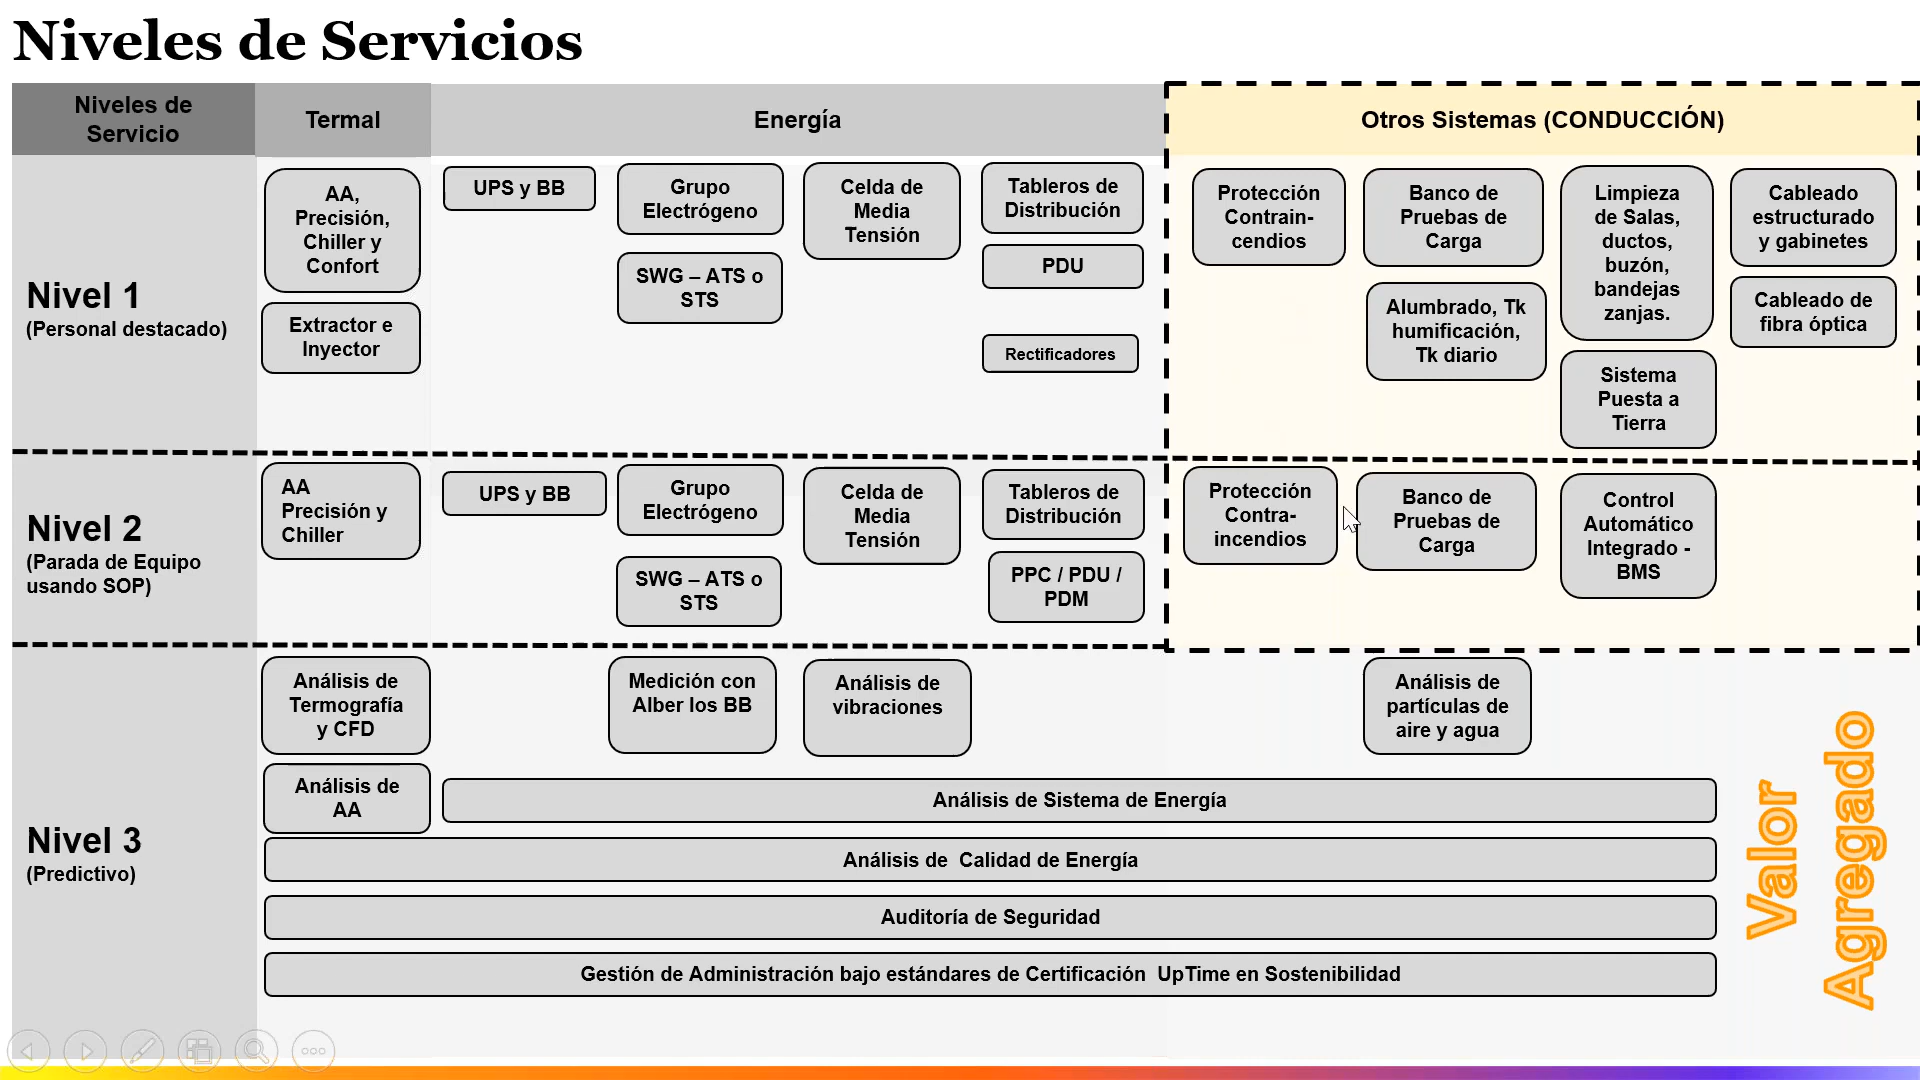 Niveles de Servicios
Niveles de
Servicio
Termal
Energía
Otros Sistemas (CONDUCCIÓN)
Nivel 1
(Personal destacado)
AA,
Precisión,
Chiller y
Confort
Extractor e
Inyector
UPS y BB
Grupo
Electrógeno
SWG – ATS o
STS
Celda de
Media
Tensión
Tableros de
Distribución
PDU
Rectificadores
Protección
Contrain-
cendios
Banco de
Pruebas de
Carga
Alumbrado, Tk
humificación,
Tk diario
Limpieza
de Salas,
ductos,
buzón,
bandejas
zanjas.
Sistema
Puesta a
Tierra
Cableado
estructurado
y gabinetes
Cableado de
fibra óptica
Nivel 2
(Parada de Equipo
usando SOP)
AA
Precisión y
Chiller
UPS y BB
Grupo
Electrógeno
SWG – ATS o
STS
Celda de
Media
Tensión
Tableros de
Distribución
PPC / PDU /
PDM
Protección
Contra-
incendios
Banco de
Pruebas de
Carga
Control
Automático
Integrado -
BMS
Nivel 3
(Predictivo)
Análisis de
Termografía
y CFD
Medición con
Alber los BB
Análisis de
vibraciones
Análisis de
partículas de
aire y agua
Análisis de
AA
Análisis de Sistema de Energía
Análisis de  Calidad de Energía
Auditoría de Seguridad
Gestión de Administración bajo estándares de Certificación  UpTime en Sostenibilidad
Valor
Agregado